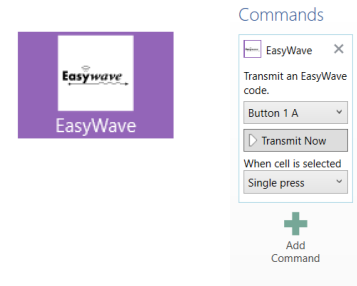 Easywave
EasyWave
Commands
EasyWave
Transmit an EasyWave
code.
Button 1 A
Transmit Now
When cell is selected
Single press
Add
Command